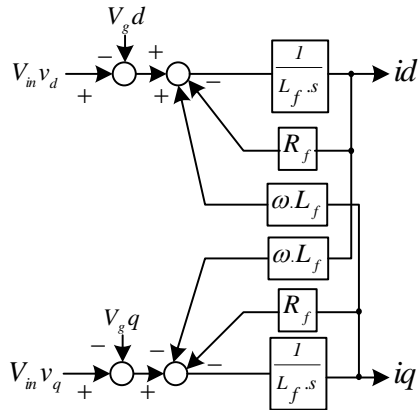 V_g d
− + − 1 / L_f .s id
V_in v_d + +
R_f
ω.L_f
ω.L_f
V_g q
R_f
− − − 1 / L_f .s iq
V_in v_q + +